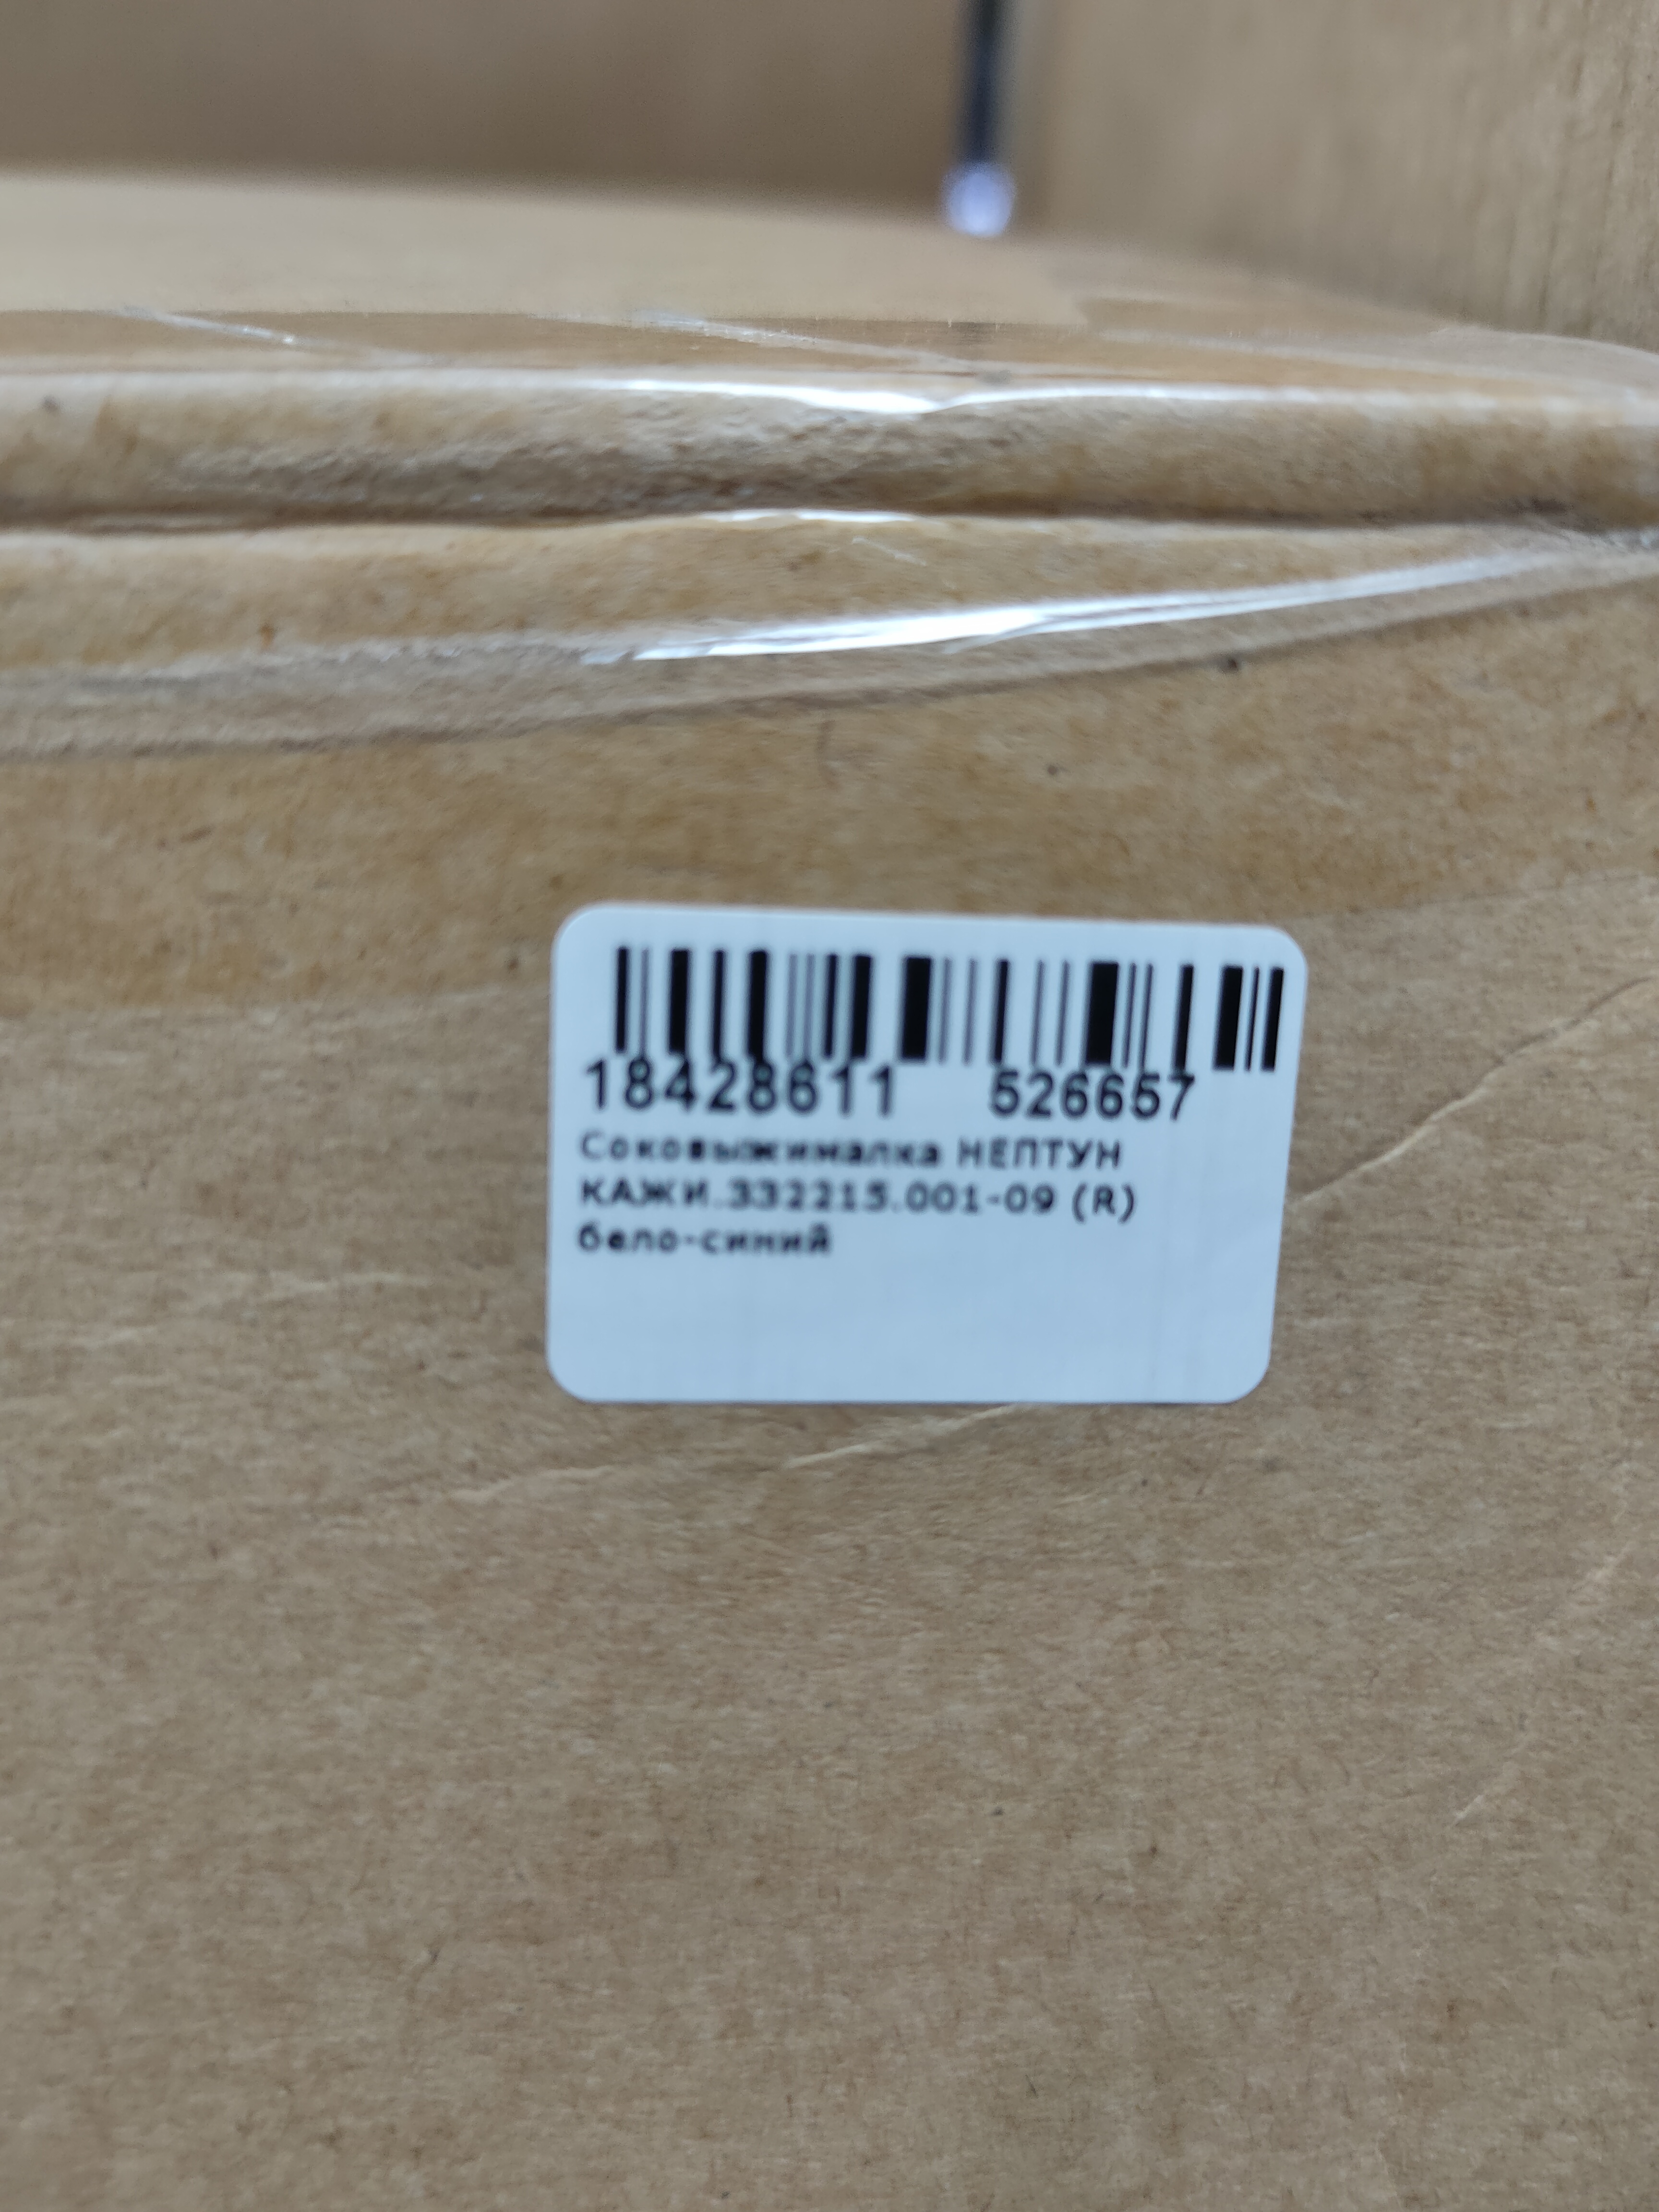 18428611 526657
Соковыжималка НЕПТУН
КАЖИ.332215.001-09 (R)
бело-синий